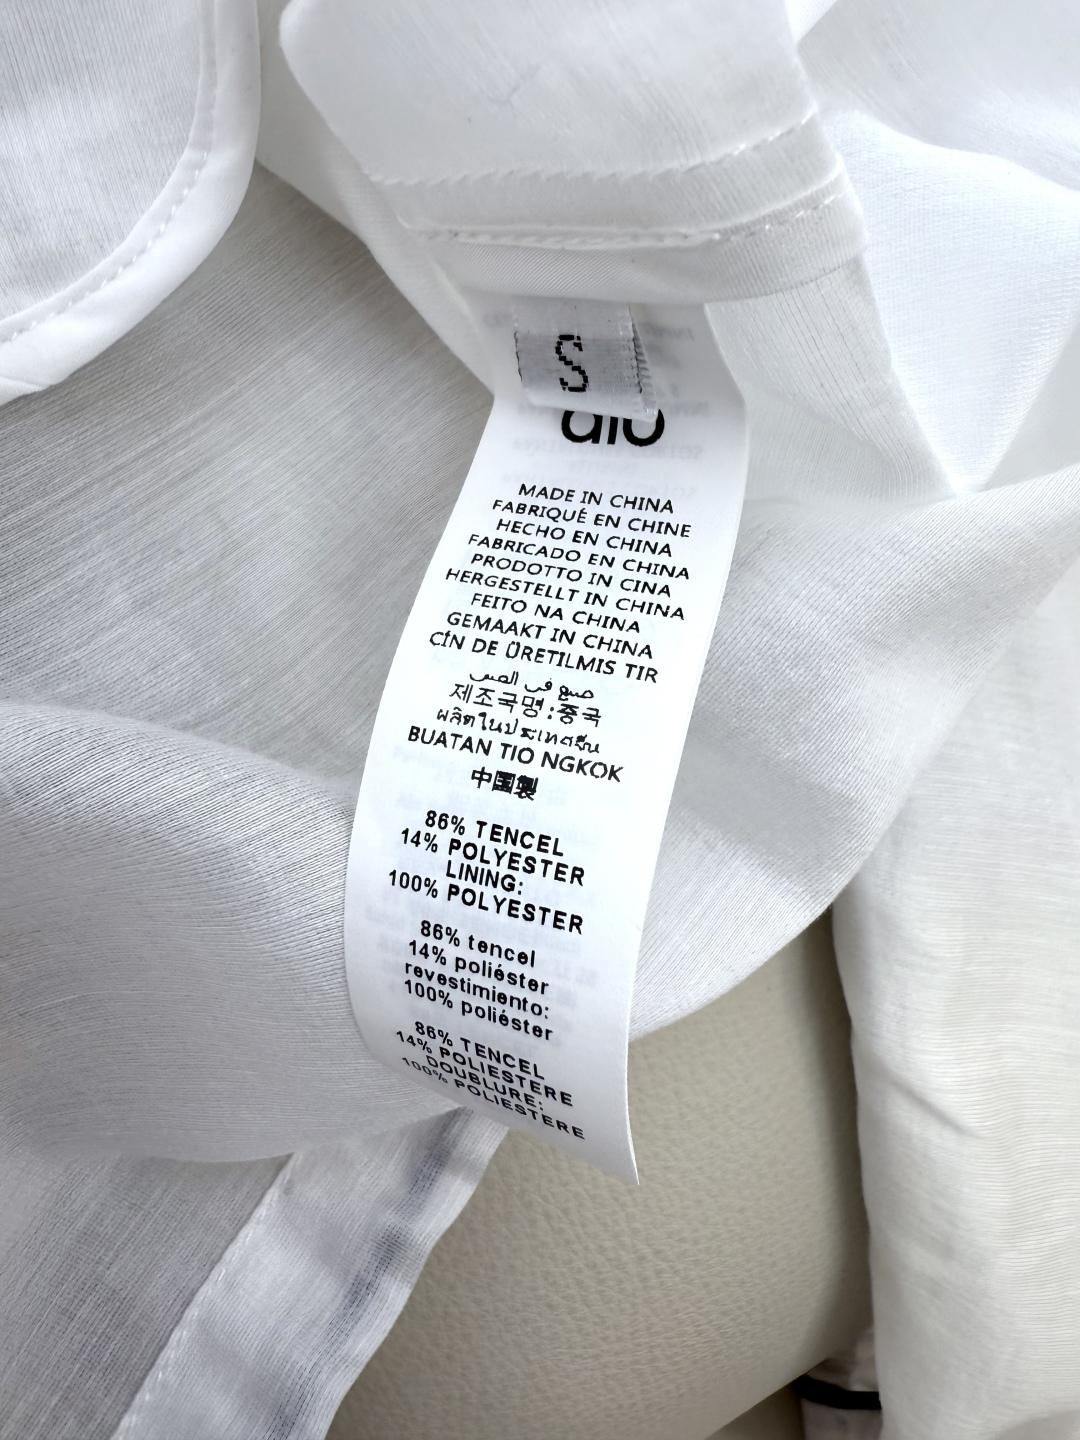 S
alo
MADE IN CHINA
FABRIQUÉ EN CHINE
HECHO EN CHINA
FABRICADO EN CHINA
PRODOTTO IN CINA
HERGESTELLT IN CHINA
FEITO NA CHINA
GEMAAKT IN CHINA
CÍN DE ÜRETILMIS TIR
صنع في الصين
제조국명:중국
ผลิตในประเทศจีน
BUATAN TIO NGKOK
中国製
86% TENCEL
14% POLYESTER
LINING:
100% POLYESTER
86% tencel
14% poliéster
revestimiento:
100% poliéster
86% TENCEL
14% POLIESTERE
DOUBLURE:
100% POLIESTERE